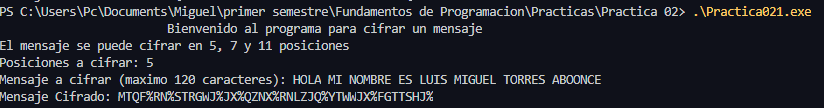 PS C:\Users\Pc\Documents\Miguel\primer semestre\Fundamentos de Programacion\Practicas\Practica 02> .\Practica021.exe
Bienvenido al programa para cifrar un mensaje
El mensaje se puede cifrar en 5, 7 y 11 posiciones
Posiciones a cifrar: 5
Mensaje a cifrar (maximo 120 caracteres): HOLA MI NOMBRE ES LUIS MIGUEL TORRES ABOONCE
Mensaje Cifrado: MTQF%RN%STRGWJ%JX%QZNX%RNLZJQ%YTWWJX%FGTTSHJ%